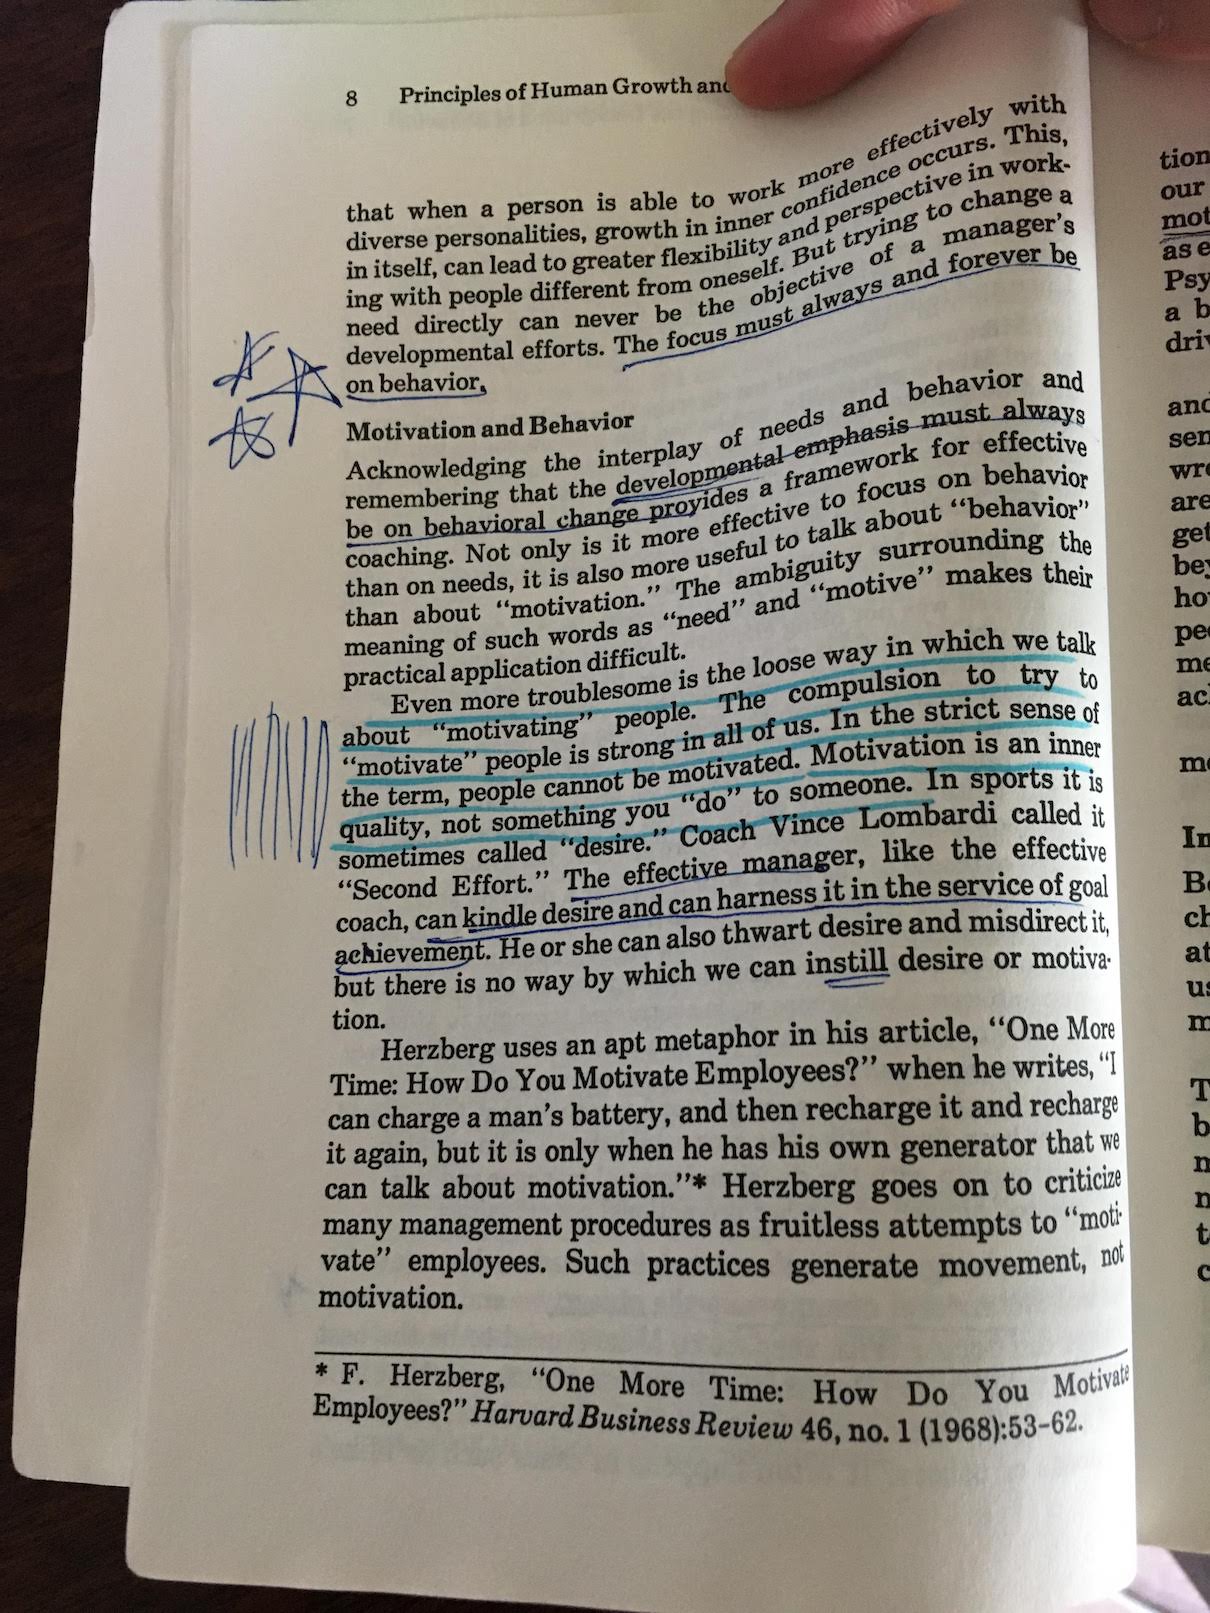 8 Principles of Human Growth and
that when a person is able to work more effectively with
diverse personalities, growth in inner confidence occurs. This,
in itself, can lead to greater flexibility and perspective in work-
ing with people different from oneself. But trying to change a
need directly can never be the objective of a manager's
developmental efforts. The focus must always and forever be
on behavior.
Motivation and Behavior
Acknowledging the interplay of needs and behavior and
remembering that the developmental emphasis must always
be on behavioral change provides a framework for effective
coaching. Not only is it more effective to focus on behavior
than on needs, it is also more useful to talk about "behavior"
than about "motivation." The ambiguity surrounding the
meaning of such words as "need" and "motive" makes their
practical application difficult.
Even more troublesome is the loose way in which we talk
about "motivating" people. The compulsion to try to
"motivate" people is strong in all of us. In the strict sense of
the term, people cannot be motivated. Motivation is an inner
quality, not something you "do" to someone. In sports it is
sometimes called "desire." Coach Vince Lombardi called it
"Second Effort." The effective manager, like the effective
coach, can kindle desire and can harness it in the service of goal
achievement. He or she can also thwart desire and misdirect it,
but there is no way by which we can instill desire or motiva-
tion.
Herzberg uses an apt metaphor in his article, "One More
Time: How Do You Motivate Employees?" when he writes, "I
can charge a man's battery, and then recharge it and recharge
it again, but it is only when he has his own generator that we
can talk about motivation."* Herzberg goes on to criticize
many management procedures as fruitless attempts to "moti-
vate" employees. Such practices generate movement, not
motivation.
* F. Herzberg, "One More Time: How Do You Motivate
Employees?" Harvard Business Review 46, no. 1 (1968):53-62.
tion
our
mot
as e
Psy
a b
driv
and
sen
wro
are
get
bey
ho
peo
me
ac
mo
In
Be
ch
at
us
m
T
b
n
n
t
c